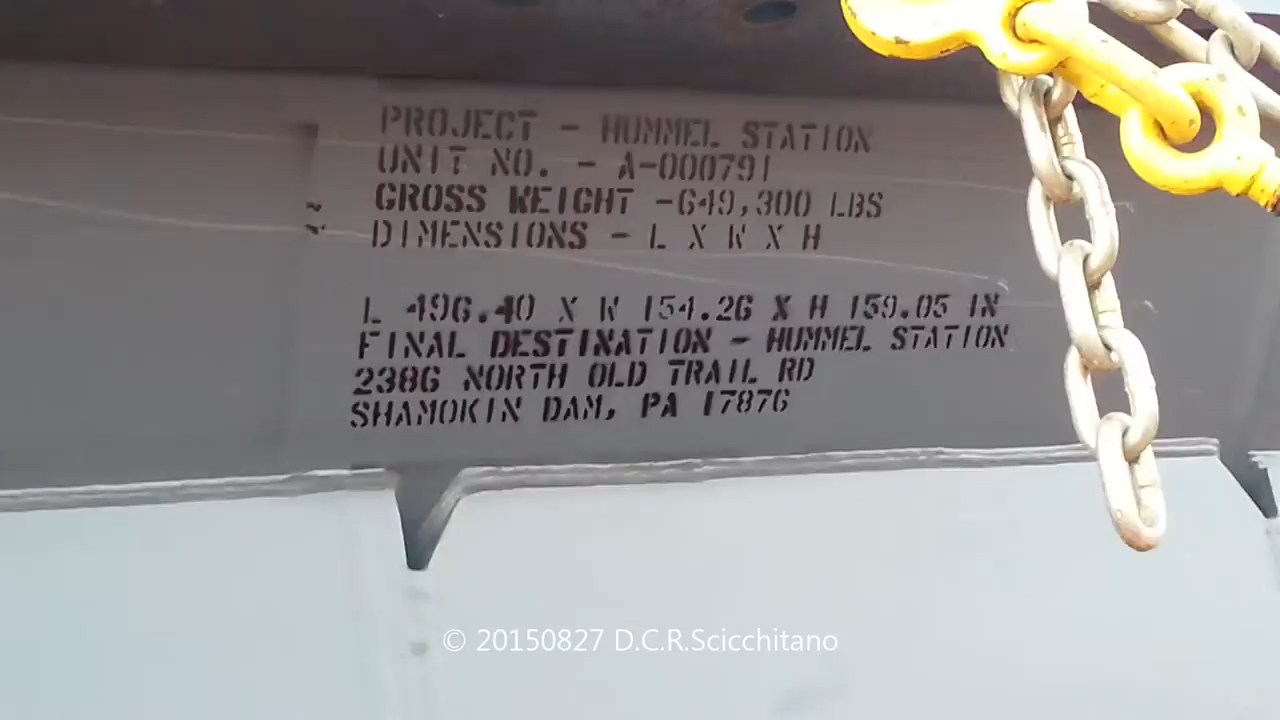 PROJECT - HUMMEL STATION
UNIT NO. - A-000791
GROSS WEIGHT -649,300 LBS
DIMENSIONS - L X W X H
L 496.40 X W 154.26 X H 159.05 IN
FINAL DESTINATION - HUMMEL STATION
2386 NORTH OLD TRAIL RD
SHAMOKIN DAM, PA 17876
© 20150827 D.C.R.Scicchitano